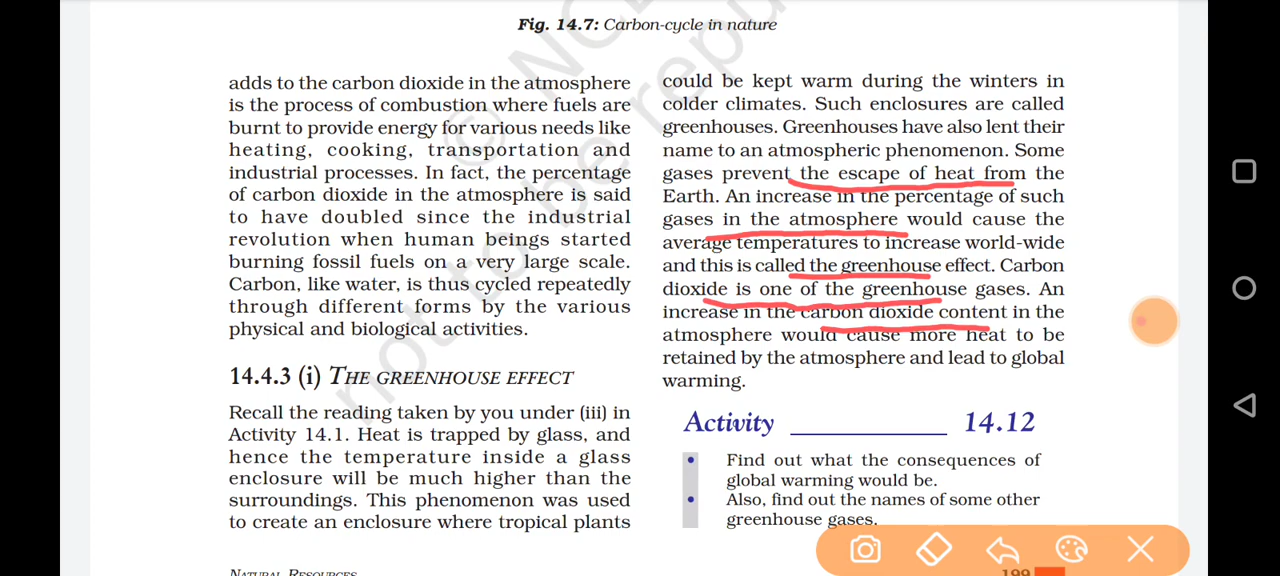 Fig. 14.7: Carbon-cycle in nature
adds to the carbon dioxide in the atmosphere
is the process of combustion where fuels are
burnt to provide energy for various needs like
heating, cooking, transportation and
industrial processes. In fact, the percentage
of carbon dioxide in the atmosphere is said
to have doubled since the industrial
revolution when human beings started
burning fossil fuels on a very large scale.
Carbon, like water, is thus cycled repeatedly
through different forms by the various
physical and biological activities.
14.4.3 (i) THE GREENHOUSE EFFECT
Recall the reading taken by you under (iii) in
Activity 14.1. Heat is trapped by glass, and
hence the temperature inside a glass
enclosure will be much higher than the
surroundings. This phenomenon was used
to create an enclosure where tropical plants
could be kept warm during the winters in
colder climates. Such enclosures are called
greenhouses. Greenhouses have also lent their
name to an atmospheric phenomenon. Some
gases prevent the escape of heat from the
Earth. An increase in the percentage of such
gases in the atmosphere would cause the
average temperatures to increase world-wide
and this is called the greenhouse effect. Carbon
dioxide is one of the greenhouse gases. An
increase in the carbon dioxide content in the
atmosphere would cause more heat to be
retained by the atmosphere and lead to global
warming.
Activity 14.12
• Find out what the consequences of
global warming would be.
• Also, find out the names of some other
greenhouse gases.
NATURAL RESOURCES
199
© NC
not to be repu